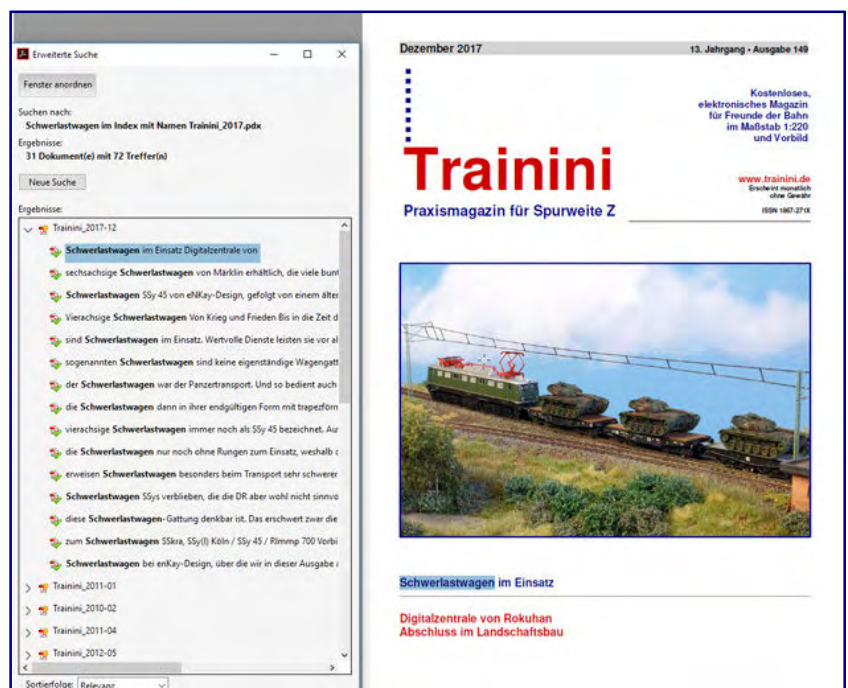 Erweiterte Suche
Fenster anordnen
Suchen nach:
Schwerlastwagen im Index mit Namen Trainini_2017.pdx
Ergebnisse:
31 Dokument(e) mit 72 Treffer(n)
Neue Suche
Ergebnisse:
Trainini_2017-12
Schwerlastwagen im Einsatz Digitalzentrale von
sechsachsige Schwerlastwagen von Märklin erhältlich, die viele bunt
Schwerlastwagen SSy 45 von eNKay-Design, gefolgt von einem älter
Vierachsige Schwerlastwagen Von Krieg und Frieden Bis in die Zeit d
sind Schwerlastwagen im Einsatz. Wertvolle Dienste leisten sie vor al
sogenannten Schwerlastwagen sind keine eigenständige Wagengatt
der Schwerlastwagen war der Panzertransport. Und so bedient auch
die Schwerlastwagen dann in ihrer endgültigen Form mit trapezförm
vierachsige Schwerlastwagen immer noch als SSy 45 bezeichnet. Au
die Schwerlastwagen nur noch ohne Rungen zum Einsatz, weshalb
erweisen Schwerlastwagen besonders beim Transport sehr schwerer
Schwerlastwagen SSys verblieben, die die DR aber wohl nicht sinnvo
diese Schwerlastwagen-Gattung denkbar ist. Das erschwert zwar die
zum Schwerlastwagen SSkra, SSy(l) Köln / SSy 45 / Rlmmp 700 Vorbi
Schwerlastwagen bei enKay-Design, über die wir in dieser Ausgabe
Trainini_2011-01
Trainini_2010-02
Trainini_2011-04
Trainini_2012-05
Sortierfolge: Relevanz
Dezember 2017
13. Jahrgang • Ausgabe 149
Kostenloses,
elektronisches Magazin
für Freunde der Bahn
im Maßstab 1:220
und Vorbild
Trainini
Praxismagazin für Spurweite Z
www.trainini.de
Erscheint monatlich
ohne Gewähr
ISSN 1867-271X
Schwerlastwagen im Einsatz
Digitalzentrale von Rokuhan
Abschluss im Landschaftsbau